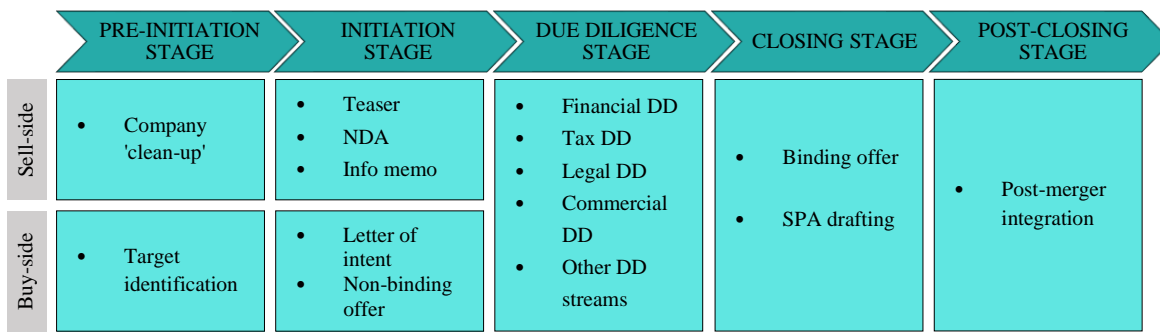 PRE-INITIATION
STAGE
INITIATION
STAGE
DUE DILIGENCE
STAGE
CLOSING STAGE
POST-CLOSING
STAGE
Sell-side
• Company
'clean-up'
• Teaser
• NDA
• Info memo
• Financial DD
• Tax DD
• Legal DD
• Commercial
DD
• Other DD
streams
• Binding offer
• SPA drafting
• Post-merger
integration
Buy-side
• Target
identification
• Letter of
intent
• Non-binding
offer